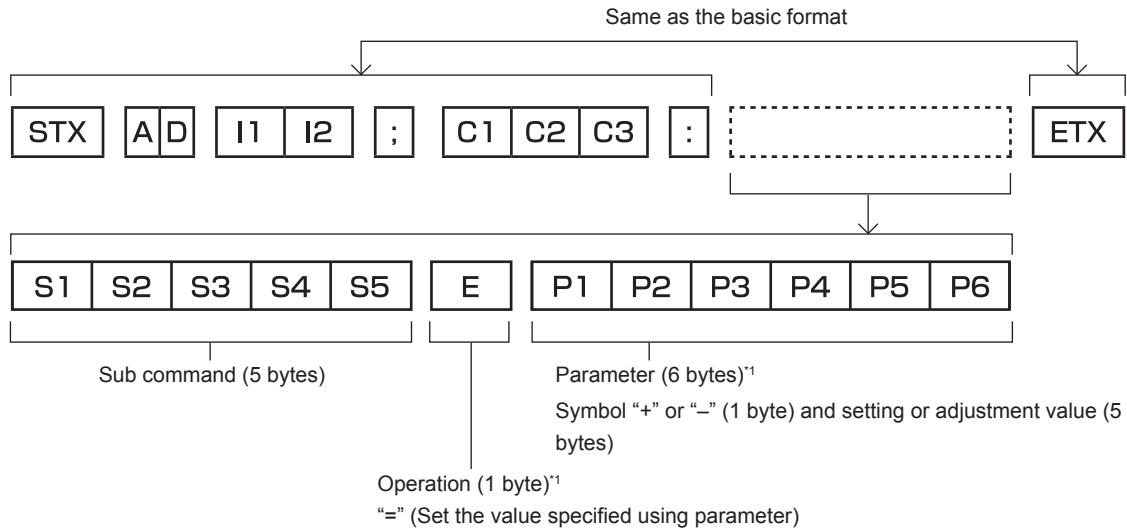 Same as the basic format
STX A D I1 I2 ; C1 C2 C3 : ETX
S1 S2 S3 S4 S5 E P1 P2 P3 P4 P5 P6
Sub command (5 bytes)
Parameter (6 bytes)*1
Symbol “+” or “–” (1 byte) and setting or adjustment value (5
bytes)
Operation (1 byte)*1
“=” (Set the value specified using parameter)